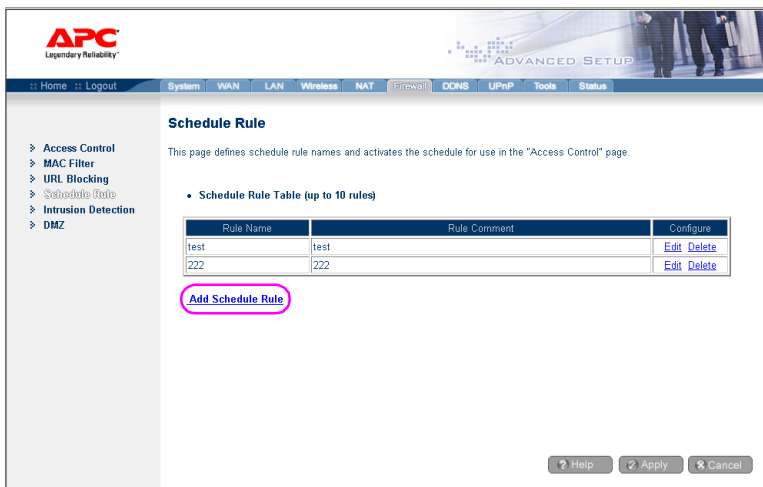 APC
Legendary Reliability™
ADVANCED SETUP
:: Home :: Logout
System WAN LAN Wireless NAT Firewall DDNS UPnP Tools Status
Access Control
MAC Filter
URL Blocking
Schedule Rule
Intrusion Detection
DMZ
Schedule Rule
This page defines schedule rule names and activates the schedule for use in the "Access Control" page.
• Schedule Rule Table (up to 10 rules)
Rule Name Rule Comment Configure
test test Edit Delete
222 222 Edit Delete
Add Schedule Rule
Help Apply Cancel